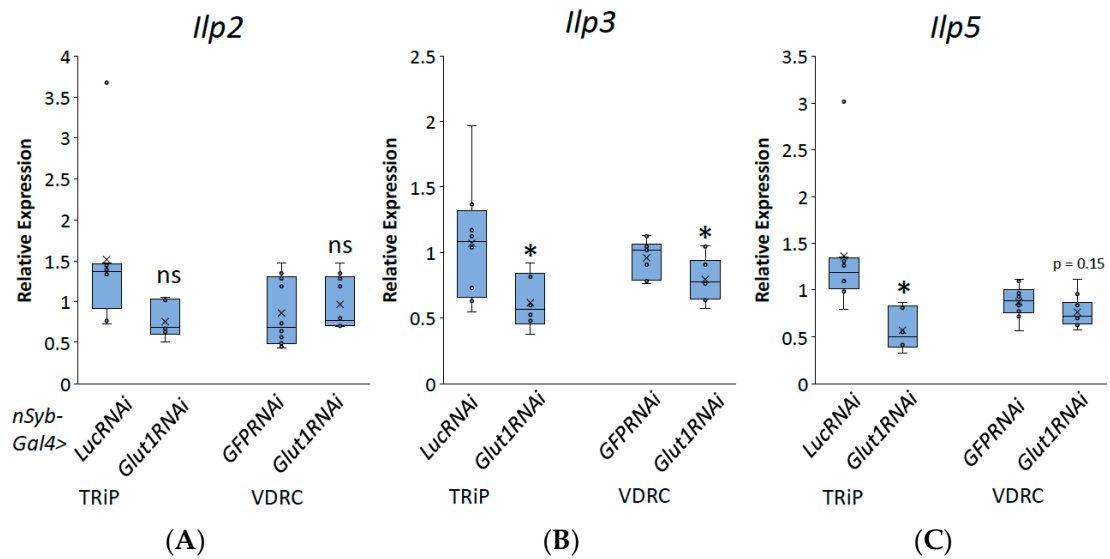 Ilp2
Relative Expression
4
3.5
3
2.5
2
1.5
1
0.5
0
ns
ns
nSyb-
Gal4>
LucRNAi
Glut1RNAi
GFPRNAi
Glut1RNAi
TRiP
VDRC
(A)
Ilp3
Relative Expression
2.5
2
1.5
1
0.5
0
*
*
LucRNAi
Glut1RNAi
GFPRNAi
Glut1RNAi
TRiP
VDRC
(B)
Ilp5
Relative Expression
3.5
3
2.5
2
1.5
1
0.5
0
*
p = 0.15
LucRNAi
Glut1RNAi
GFPRNAi
Glut1RNAi
TRiP
VDRC
(C)